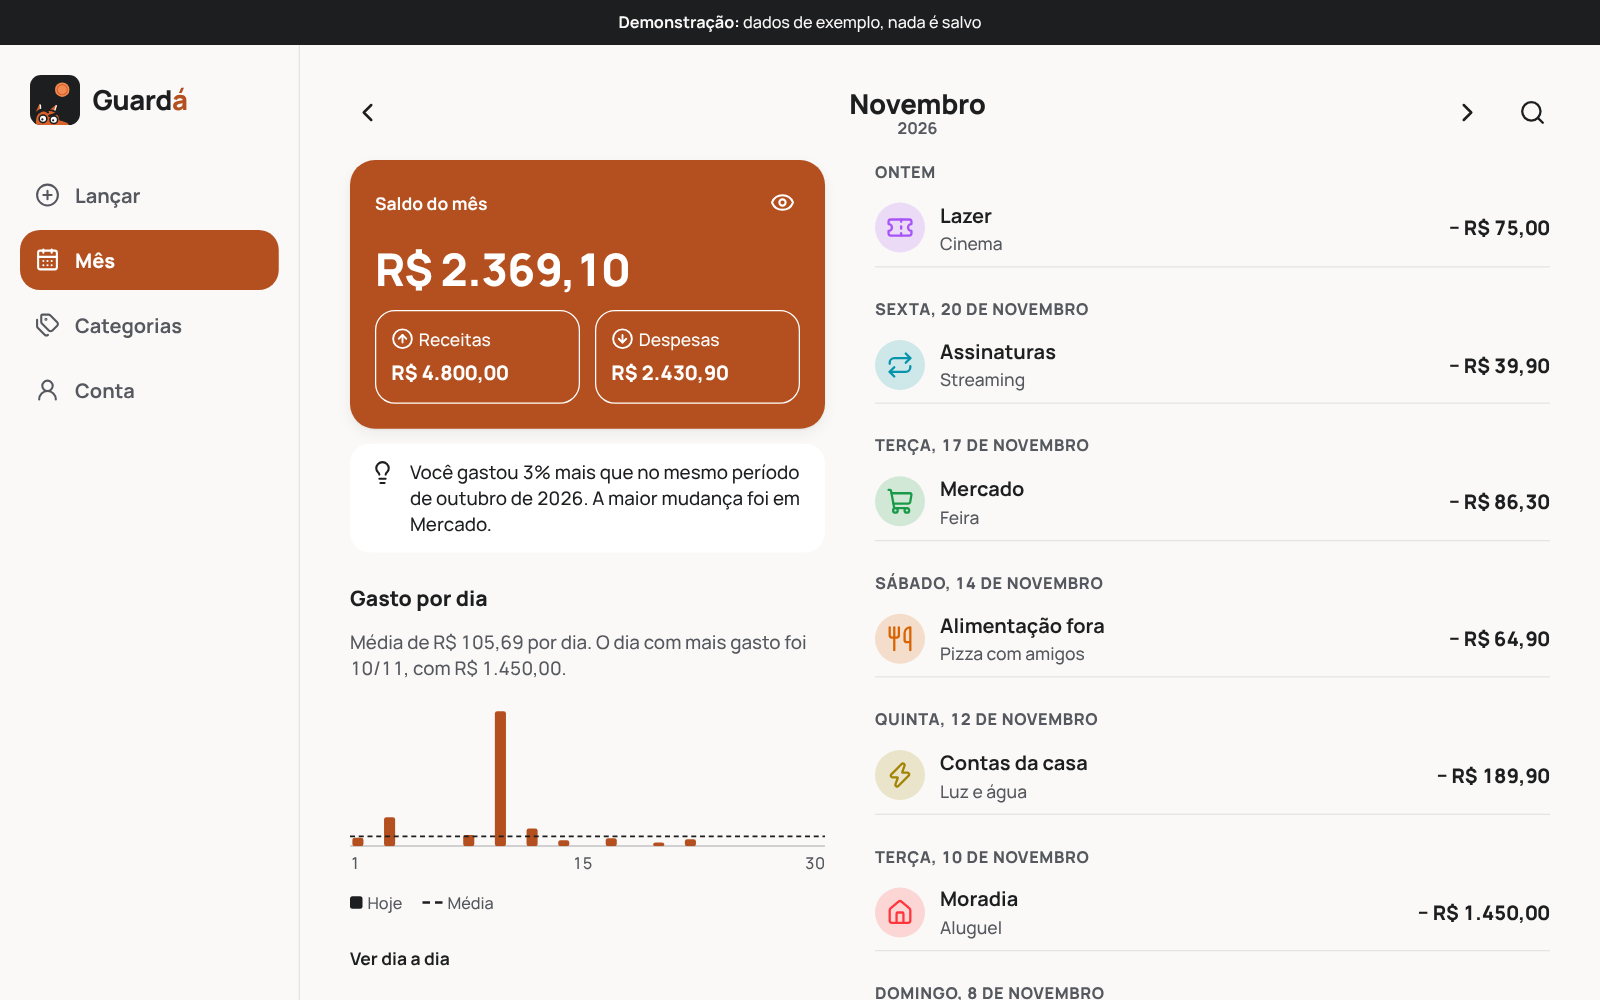 Demonstração: dados de exemplo, nada é salvo
Guardá
Lançar
Mês
Categorias
Conta
Novembro
2026
Saldo do mês
R$ 2.369,10
Receitas
R$ 4.800,00
Despesas
R$ 2.430,90
Você gastou 3% mais que no mesmo período
de outubro de 2026. A maior mudança foi em
Mercado.
Gasto por dia
Média de R$ 105,69 por dia. O dia com mais gasto foi
10/11, com R$ 1.450,00.
1 15 30
Hoje Média
Ver dia a dia
ONTEM
Lazer
Cinema
− R$ 75,00
SEXTA, 20 DE NOVEMBRO
Assinaturas
Streaming
− R$ 39,90
TERÇA, 17 DE NOVEMBRO
Mercado
Feira
− R$ 86,30
SÁBADO, 14 DE NOVEMBRO
Alimentação fora
Pizza com amigos
− R$ 64,90
QUINTA, 12 DE NOVEMBRO
Contas da casa
Luz e água
− R$ 189,90
TERÇA, 10 DE NOVEMBRO
Moradia
Aluguel
− R$ 1.450,00
DOMINGO, 8 DE NOVEMBRO